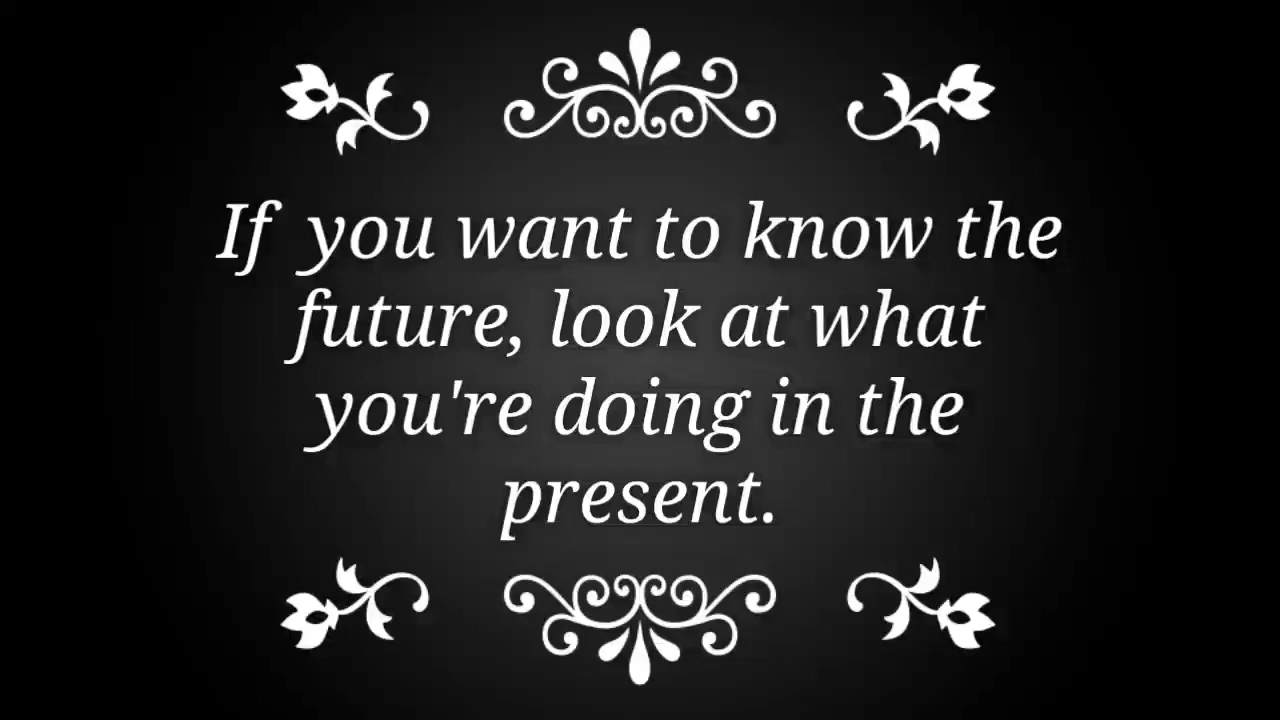 If you want to know the
future, look at what
you're doing in the
present.